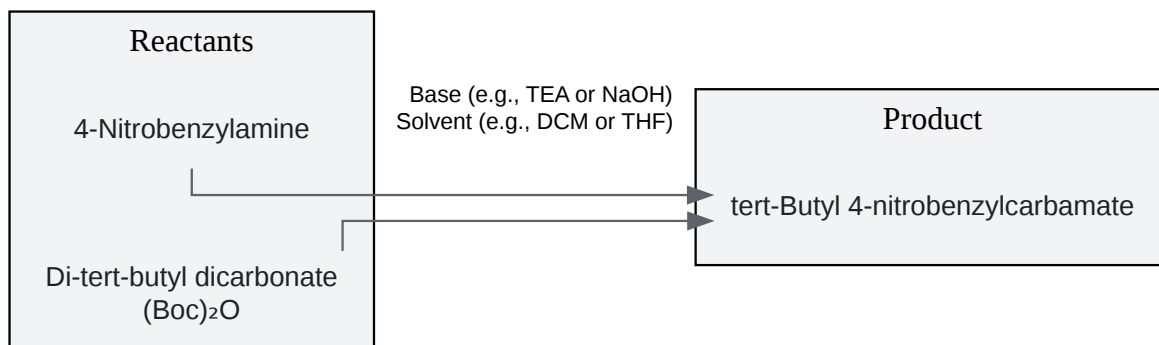 Reactants
4-Nitrobenzylamine
Di-tert-butyl dicarbonate
(Boc)₂O
Base (e.g., TEA or NaOH)
Solvent (e.g., DCM or THF)
Product
tert-Butyl 4-nitrobenzylcarbamate